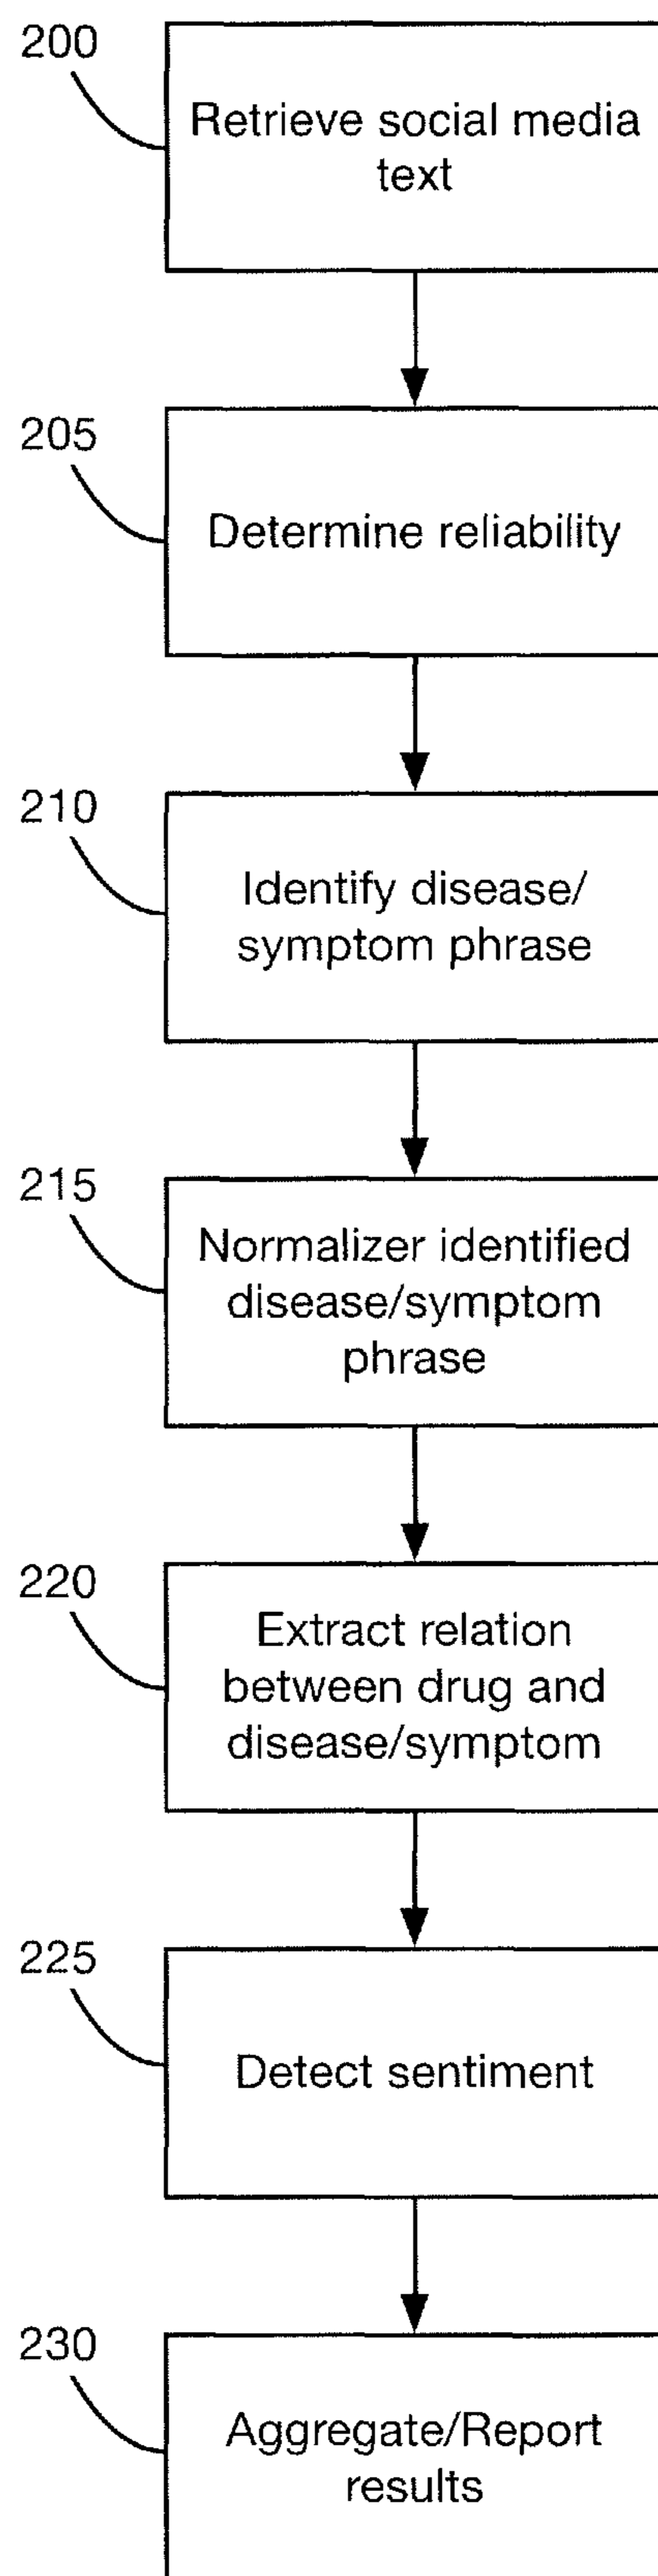 200
Retrieve social media
text
205
Determine reliability
210
Identify disease/
symptom phrase
215
Normalizer identified
disease/symptom
phrase
220
Extract relation
between drug and
disease/symptom
225
Detect sentiment
230
Aggregate/Report
results